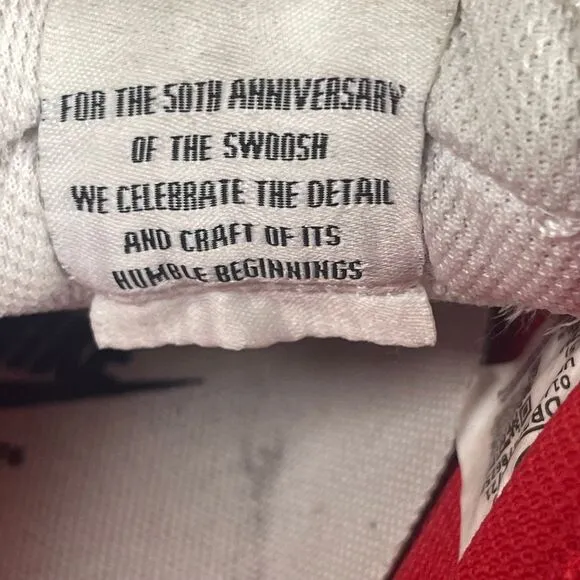 FOR THE 50TH ANNIVERSARY
OF THE SWOOSH
WE CELEBRATE THE DETAIL
AND CRAFT OF ITS
HUMBLE BEGINNINGS